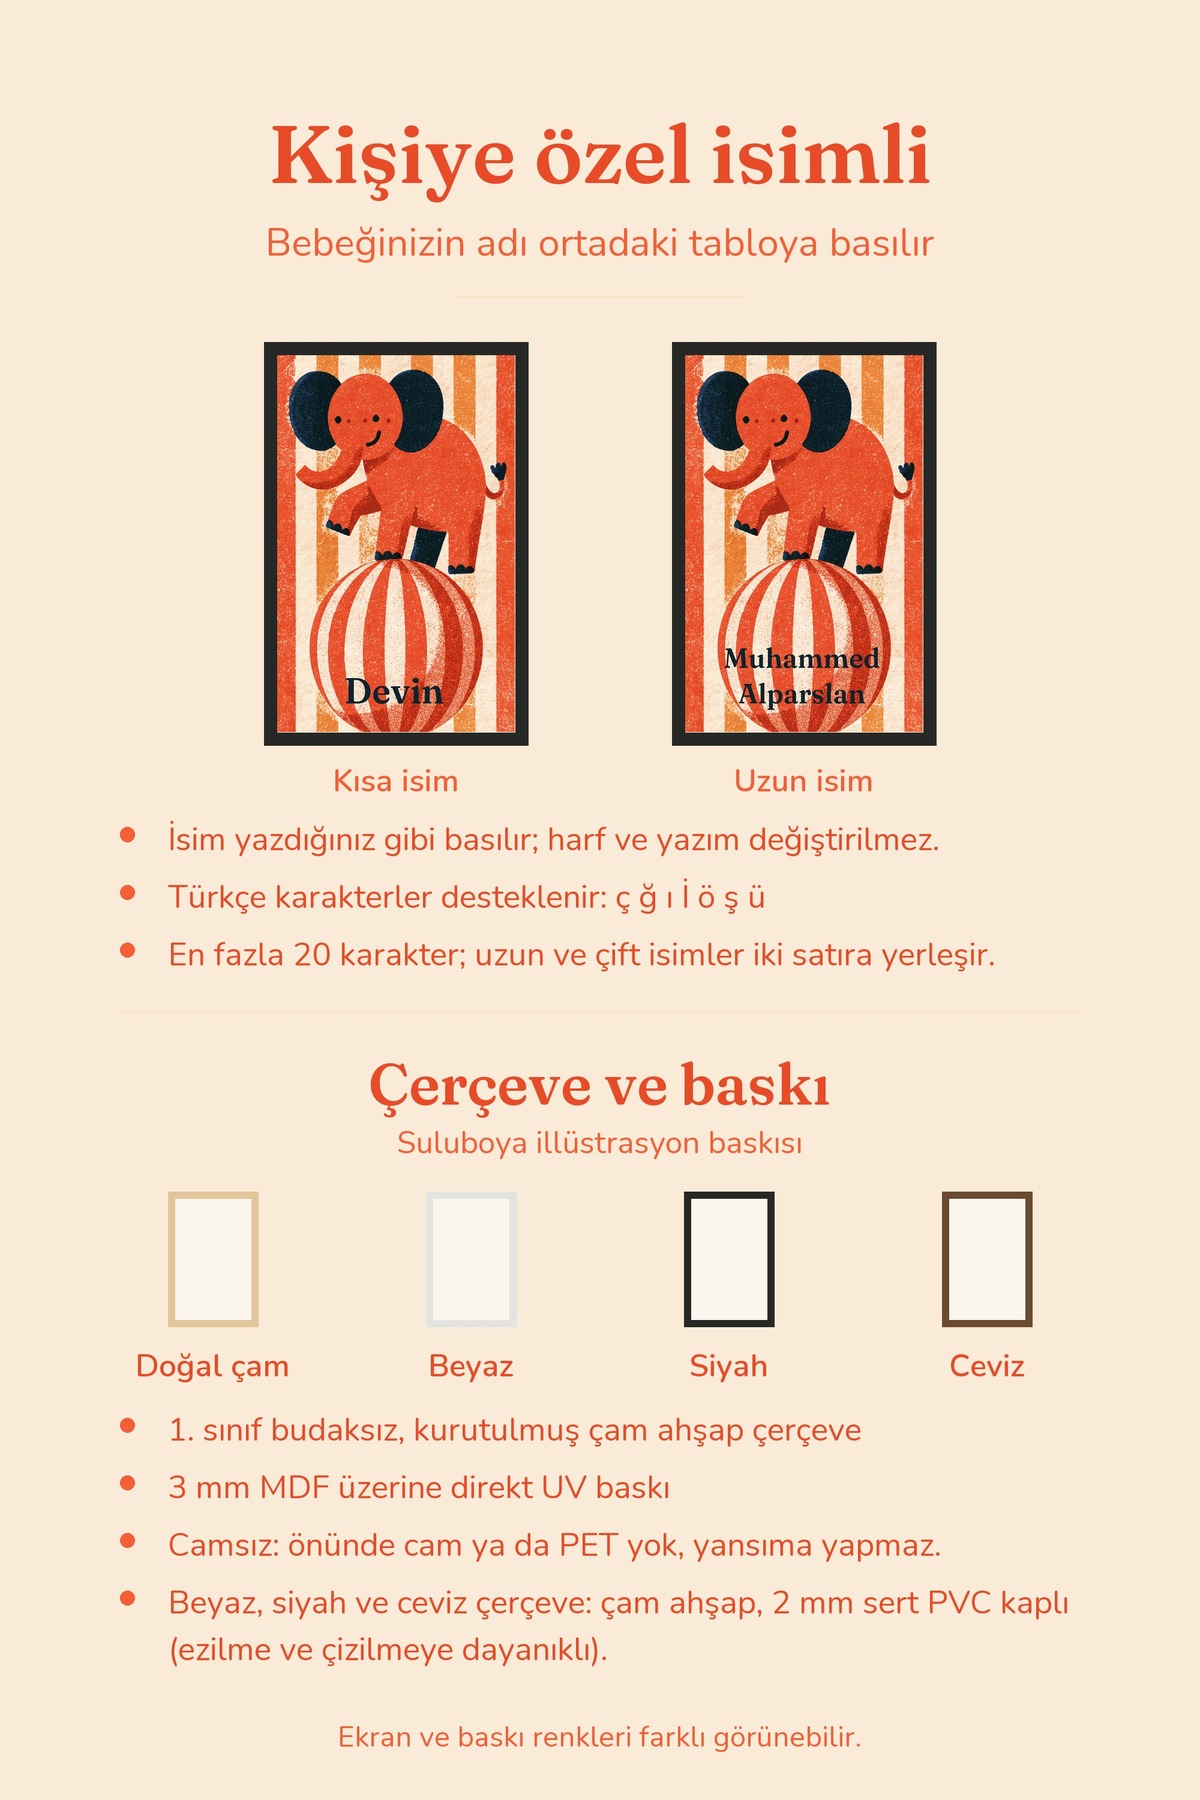 Kişiye özel isimli
Bebeğinizin adı ortadaki tabloya basılır
Devin
Muhammed
Alparslan
Kısa isim
Uzun isim
İsim yazdığınız gibi basılır; harf ve yazım değiştirilmez.
Türkçe karakterler desteklenir: ç ğ ı İ ö ş ü
En fazla 20 karakter; uzun ve çift isimler iki satıra yerleşir.
Çerçeve ve baskı
Suluboya illüstrasyon baskısı
Doğal çam
Beyaz
Siyah
Ceviz
1. sınıf budaksız, kurutulmuş çam ahşap çerçeve
3 mm MDF üzerine direkt UV baskı
Camsız: önünde cam ya da PET yok, yansıma yapmaz.
Beyaz, siyah ve ceviz çerçeve: çam ahşap, 2 mm sert PVC kaplı
(ezilme ve çizilmeye dayanıklı).
Ekran ve baskı renkleri farklı görünebilir.